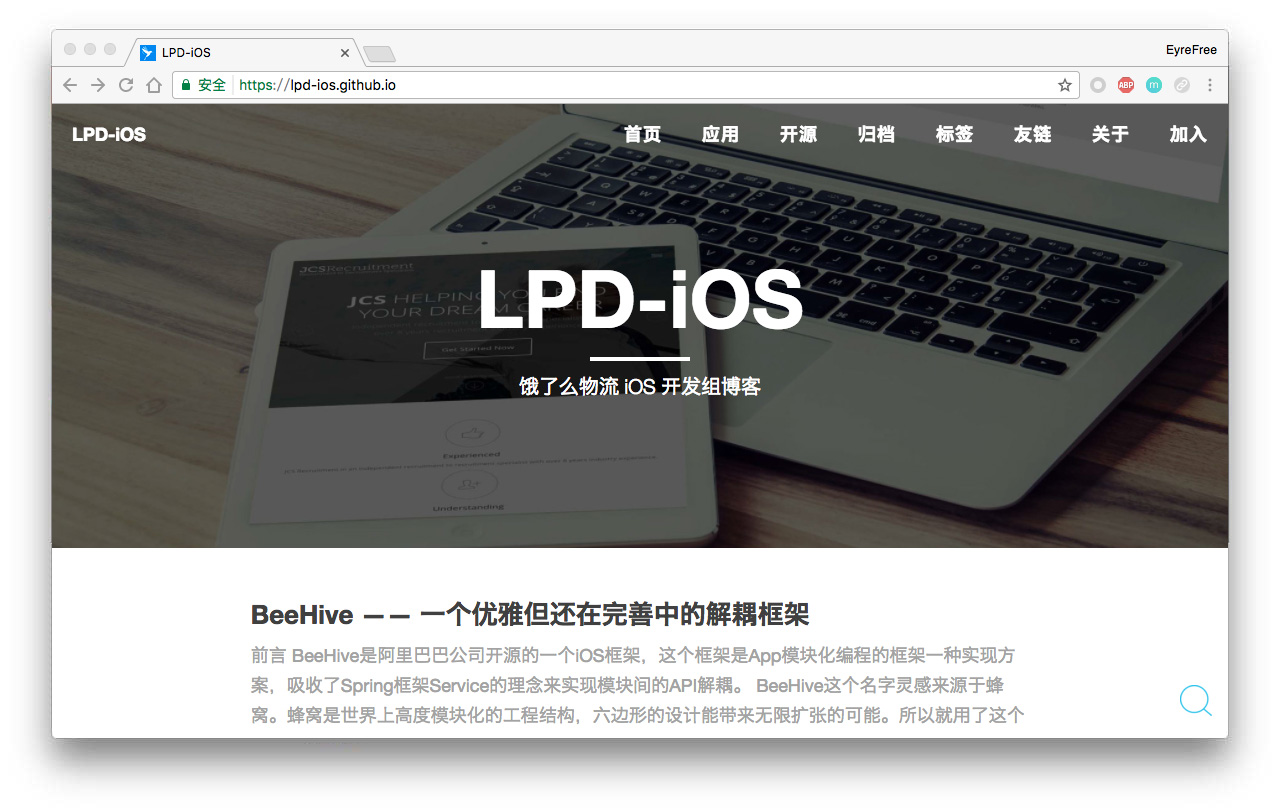 LPD-iOS
EyreFree
安全 https://lpd-ios.github.io
ABP
m
LPD-iOS 首页 应用 开源 归档 标签 友链 关于 加入
JCSRecruitment
JCS HELPING YOU FIND
YOUR DREAM CAREER
Get Started Now
LPD-iOS
饿了么物流 iOS 开发组博客
Experienced
Understanding
BeeHive —— 一个优雅但还在完善中的解耦框架
前言 BeeHive是阿里巴巴公司开源的一个iOS框架，这个框架是App模块化编程的框架一种实现方
案，吸收了Spring框架Service的理念来实现模块间的API解耦。 BeeHive这个名字灵感来源于蜂
窝。蜂窝是世界上高度模块化的工程结构，六边形的设计能带来无限扩张的可能。所以就用了这个